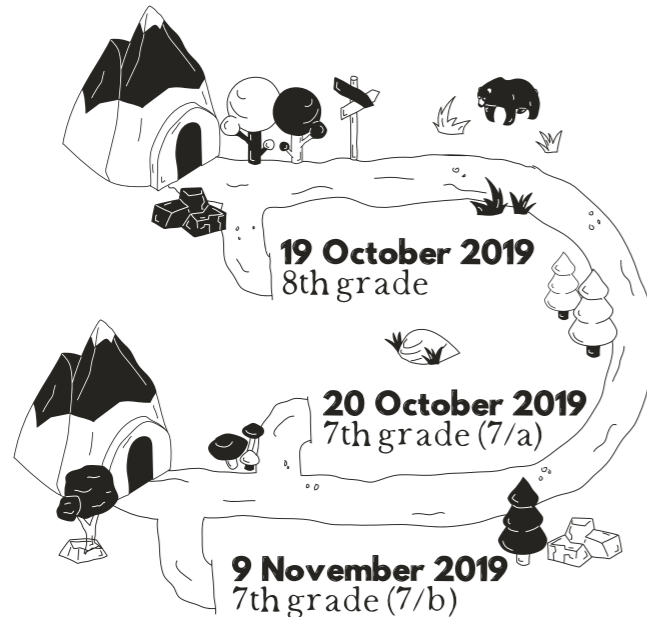 19 October 2019
8th grade
20 October 2019
7th grade (7/a)
9 November 2019
7th grade (7/b)